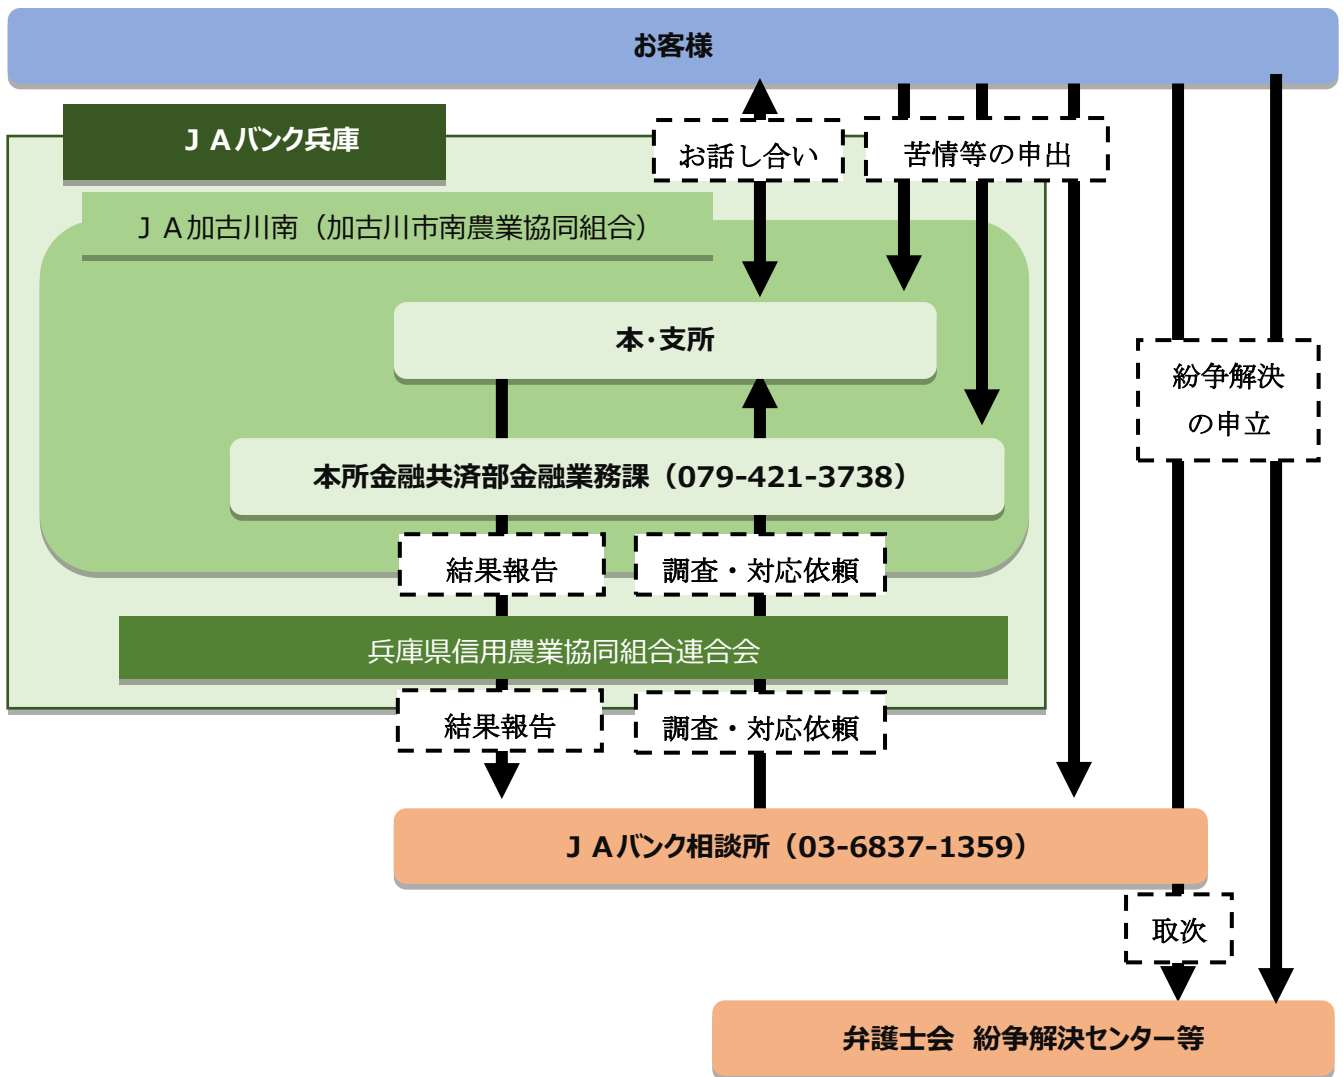 お客様
ＪＡバンク兵庫
お話し合い
苦情等の申出
ＪＡ加古川南（加古川市南農業協同組合）
本・支所
紛争解決
の申立
本所金融共済部金融業務課（079-421-3738）
結果報告
調査・対応依頼
兵庫県信用農業協同組合連合会
結果報告
調査・対応依頼
ＪＡバンク相談所（03-6837-1359）
取次
弁護士会 紛争解決センター等